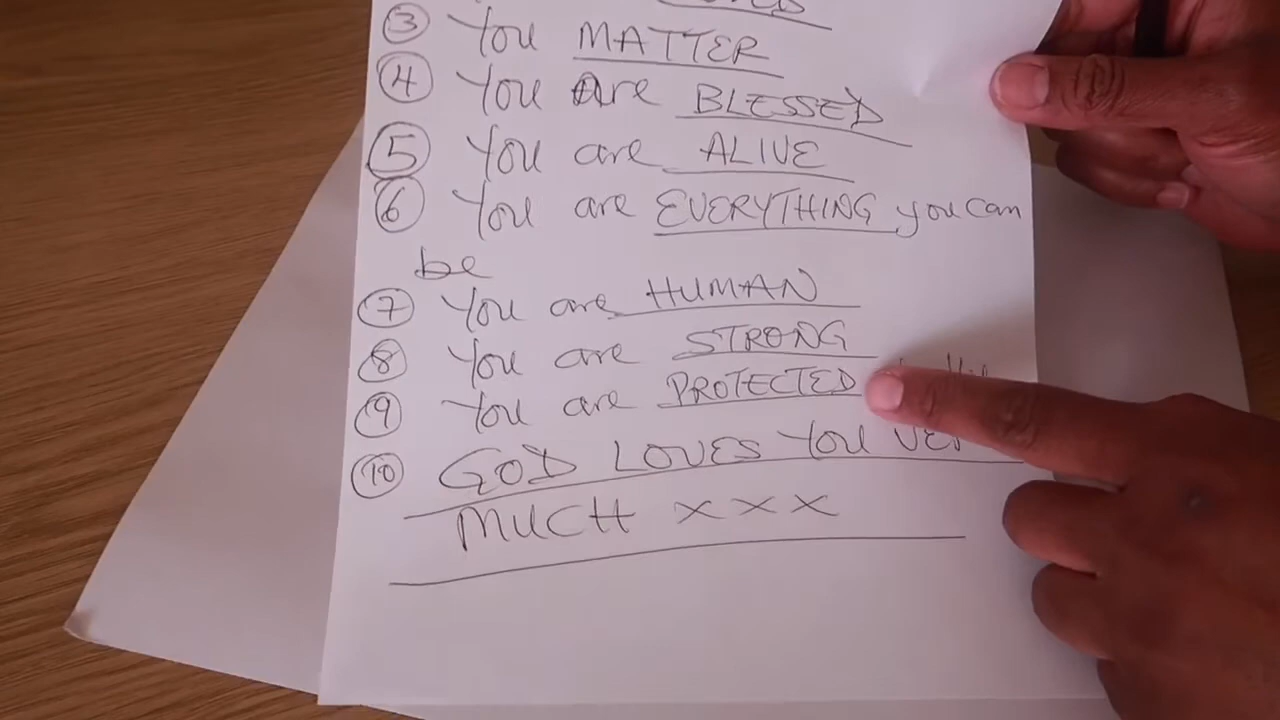 ③ You MATTER
④ You Are BLESSED
⑤ You are ALIVE
⑥ You are EVERYTHING you can
be
⑦ You are HUMAN
⑧ You are STRONG
⑨ You are PROTECTED
⑩ GOD LOVES YOU
MUCH xxx